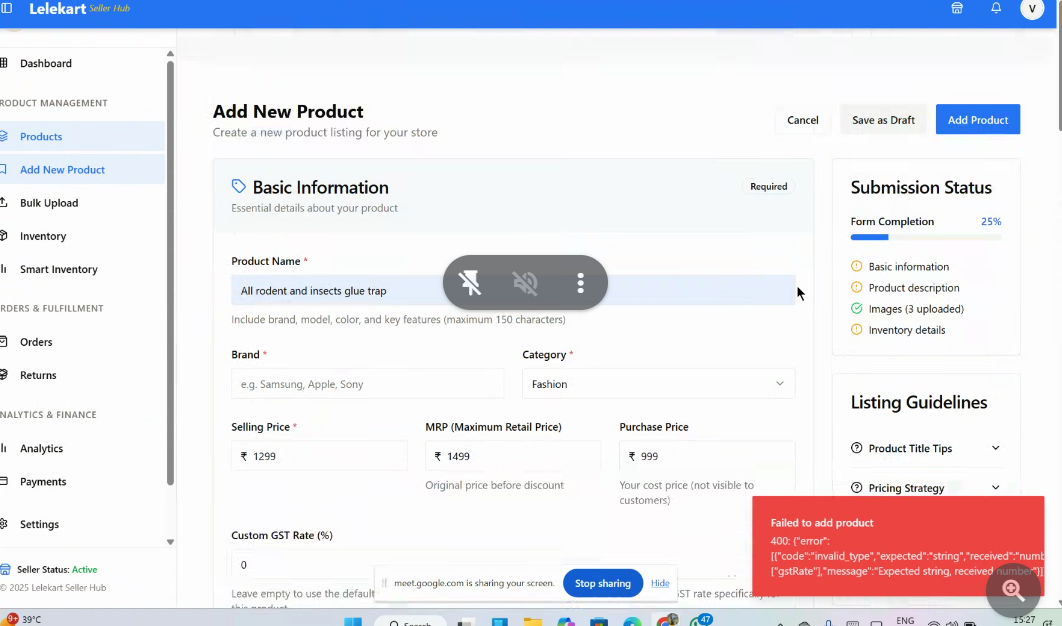 Lelekart Seller Hub
V
Dashboard
RODUCT MANAGEMENT
Products
Add New Product
Bulk Upload
Inventory
Smart Inventory
RDERS & FULFILLMENT
Orders
Returns
NALYTICS & FINANCE
Analytics
Payments
Settings
Seller Status: Active
© 2025 Lelekart Seller Hub
Add New Product
Create a new product listing for your store
Cancel
Save as Draft
Add Product
Basic Information
Required
Essential details about your product
Product Name *
All rodent and insects glue trap
Include brand, model, color, and key features (maximum 150 characters)
Brand *
e.g. Samsung, Apple, Sony
Category *
Fashion
Selling Price *
₹ 1299
MRP (Maximum Retail Price)
₹ 1499
Original price before discount
Purchase Price
₹ 999
Your cost price (not visible to
customers)
Custom GST Rate (%)
0
Leave empty to use the default
ST rate specifically for
this product
Submission Status
Form Completion 25%
Basic information
Product description
Images (3 uploaded)
Inventory details
Listing Guidelines
Product Title Tips
Pricing Strategy
Failed to add product
400: {"error":
[{"code":"invalid_type","expected":"string","received":"numb
["gstRate"],"message":"Expected string, received number"}]
meet.google.com is sharing your screen.
Stop sharing
Hide
9+
39°C
Search
47
ENG
15:27